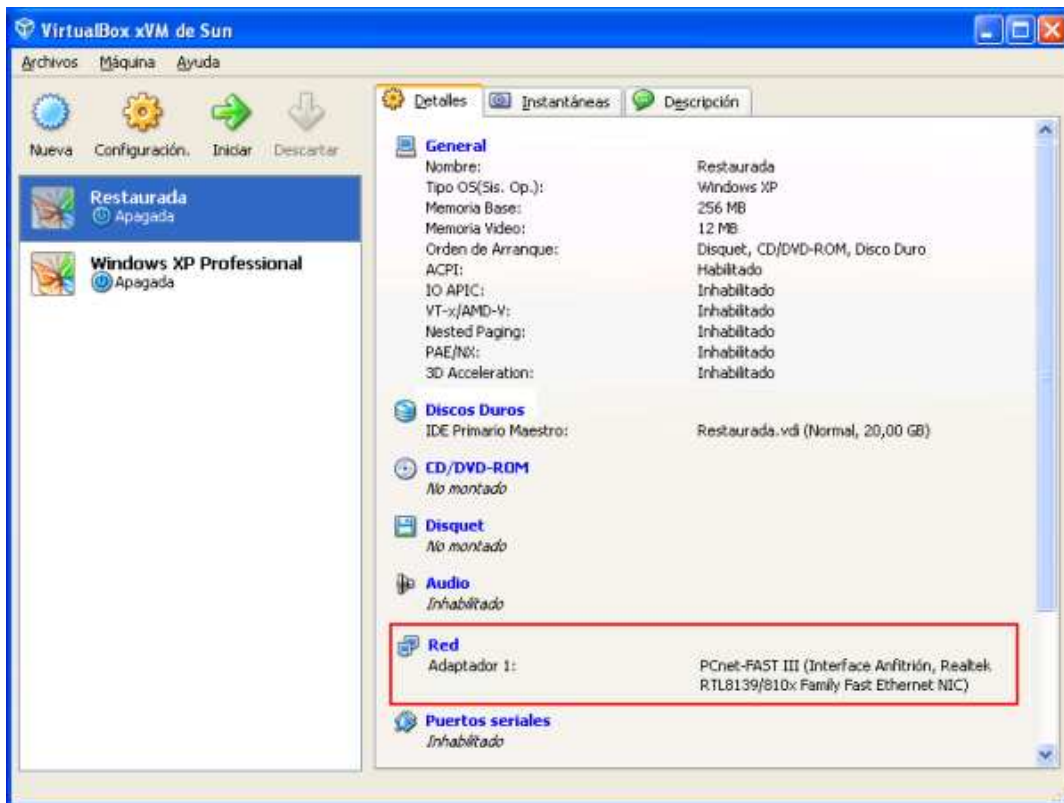 VirtualBox xVM de Sun
Archivos Máquina Ayuda
Nueva Configuración. Iniciar Descartar
Restaurada
Apagada
Windows XP Professional
Apagada
Detalles Instantáneas Descripción
General
Nombre: Restaurada
Tipo OS(Sis. Op.): Windows XP
Memoria Base: 256 MB
Memoria Video: 12 MB
Orden de Arranque: Disquet, CD/DVD-ROM, Disco Duro
ACPI: Habilitado
IO APIC: Inhabilitado
VT-x/AMD-V: Inhabilitado
Nested Paging: Inhabilitado
PAE/NX: Inhabilitado
3D Acceleration: Inhabilitado
Discos Duros
IDE Primario Maestro: Restaurada.vdi (Normal, 20,00 GB)
CD/DVD-ROM
No montado
Disquet
No montado
Audio
Inhabilitado
Red
Adaptador 1: PCnet-FAST III (Interface Anfitrión, Realtek
RTL8139/810x Family Fast Ethernet NIC)
Puertos seriales
Inhabilitado